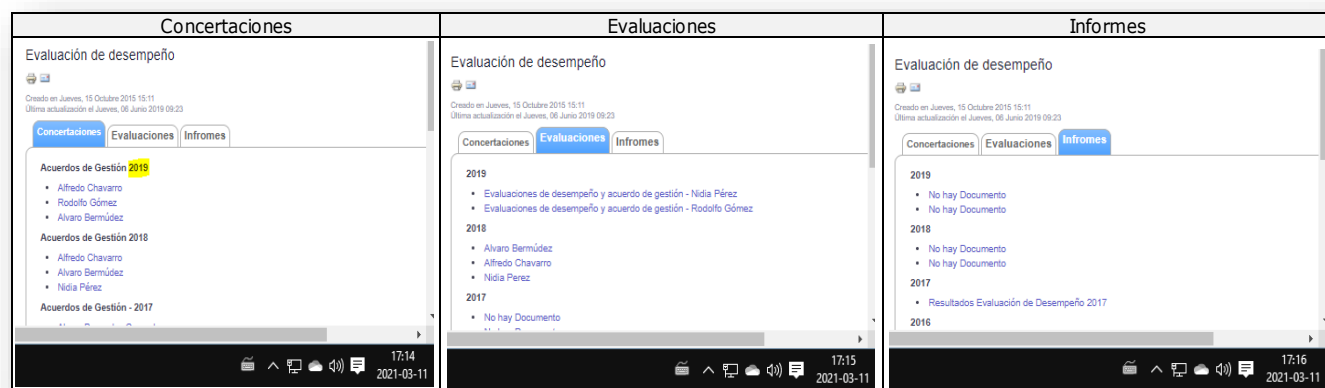 Concertaciones
Evaluación de desempeño
Creado en Jueves, 15 Octubre 2015 15:11
Última actualización el Jueves, 06 Junio 2019 09:23
Concertaciones Evaluaciones Infromes
Acuerdos de Gestión 2019
Alfredo Chavarro
Rodolfo Gómez
Alvaro Bermúdez
Acuerdos de Gestión 2018
Alfredo Chavarro
Alvaro Bermúdez
Nidia Pérez
Acuerdos de Gestión - 2017
17:14
2021-03-11
Evaluaciones
Evaluación de desempeño
Creado en Jueves, 15 Octubre 2015 15:11
Última actualización el Jueves, 06 Junio 2019 09:23
Concertaciones Evaluaciones Infromes
2019
Evaluaciones de desempeño y acuerdo de gestión - Nidia Pérez
Evaluaciones de desempeño y acuerdo de gestión - Rodolfo Gómez
2018
Alvaro Bermúdez
Alfredo Chavarro
Nidia Perez
2017
No hay Documento
17:15
2021-03-11
Informes
Evaluación de desempeño
Creado en Jueves, 15 Octubre 2015 15:11
Última actualización el Jueves, 06 Junio 2019 09:23
Concertaciones Evaluaciones Infromes
2019
No hay Documento
No hay Documento
2018
No hay Documento
No hay Documento
2017
Resultados Evaluación de Desempeño 2017
2016
17:16
2021-03-11